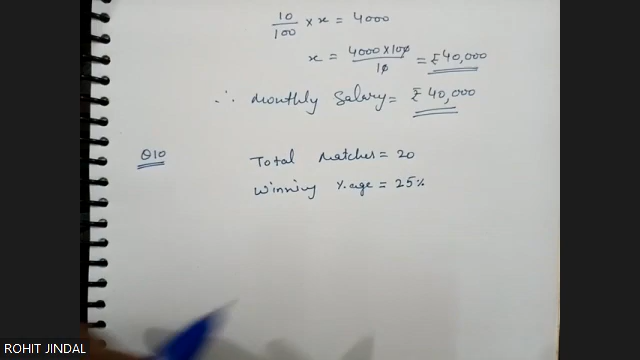 10/100 × x = 4000
x = 4000×100/10 = ₹40,000
∴ Monthly Salary = ₹40,000
Q10
Total Matches = 20
Winning %age = 25%
ROHIT JINDAL